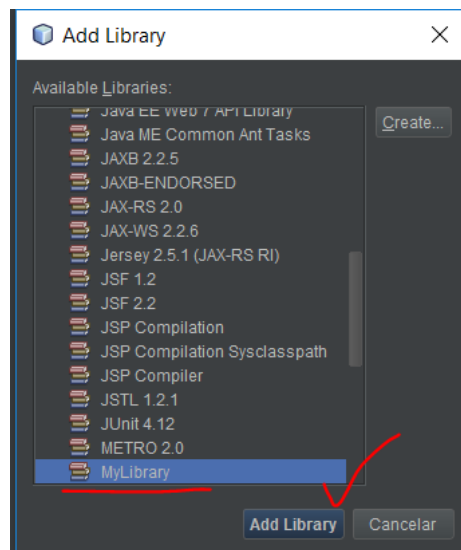 Add Library
Available Libraries:
Create...
Java EE Web 7 API Library
Java ME Common Ant Tasks
JAXB 2.2.5
JAXB-ENDORSED
JAX-RS 2.0
JAX-WS 2.2.6
Jersey 2.5.1 (JAX-RS RI)
JSF 1.2
JSF 2.2
JSP Compilation
JSP Compilation Sysclasspath
JSP Compiler
JSTL 1.2.1
JUnit 4.12
METRO 2.0
MyLibrary
Add Library Cancelar